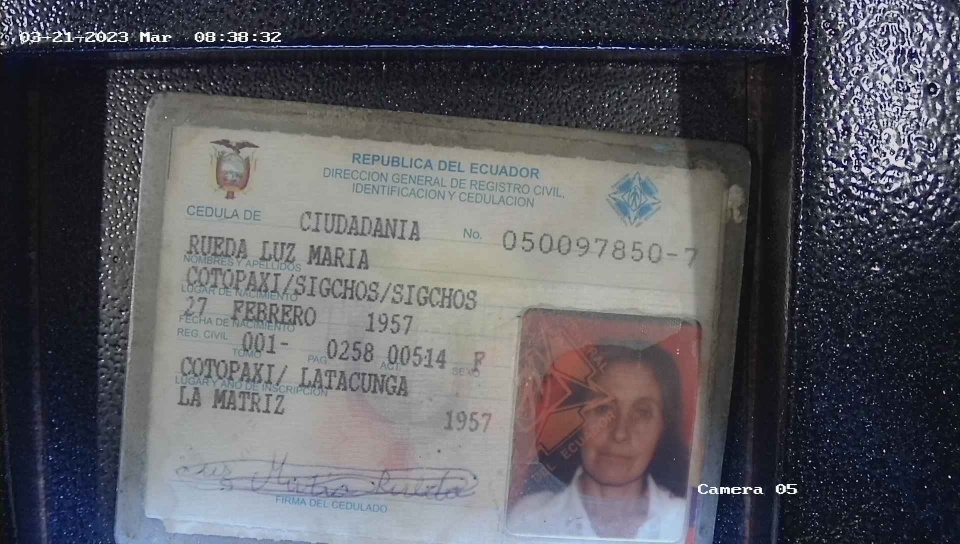 03-21-2023 Mar 08:38:32
REPUBLICA DEL ECUADOR
DIRECCION GENERAL DE REGISTRO CIVIL,
IDENTIFICACION Y CEDULACION
CEDULA DE CIUDADANIA No. 050097850-7
RUEDA LUZ MARIA
NOMBRES Y APELLIDOS
COTOPAXI/SIGCHOS/SIGCHOS
LUGAR DE NACIMIENTO
27 FEBRERO 1957
FECHA DE NACIMIENTO
REG. CIVIL 001- 0258 00514 F
TOMO PAG ACT. SEXO
COTOPAXI/ LATACUNGA
LUGAR Y AÑO DE INSCRIPCION
LA MATRIZ
1957
FIRMA DEL CEDULADO
Camera 05